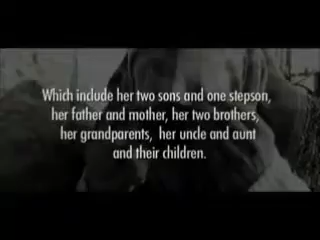 Which include her two sons and one stepson,
her father and mother, her two brothers,
her grandparents, her uncle and aunt
and their children.